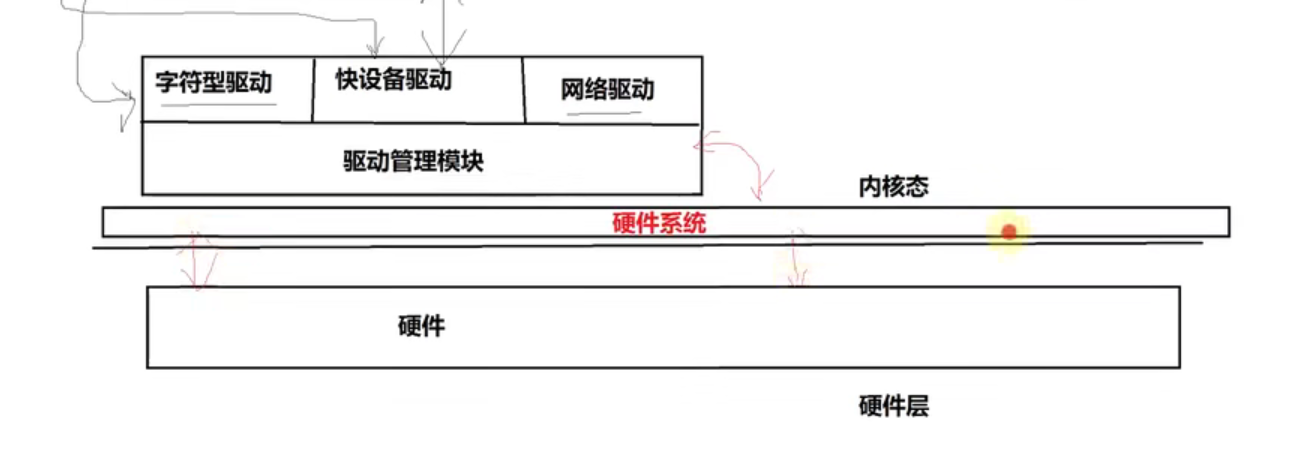 字符型驱动
快设备驱动
网络驱动
驱动管理模块
内核态
硬件系统
硬件
硬件层